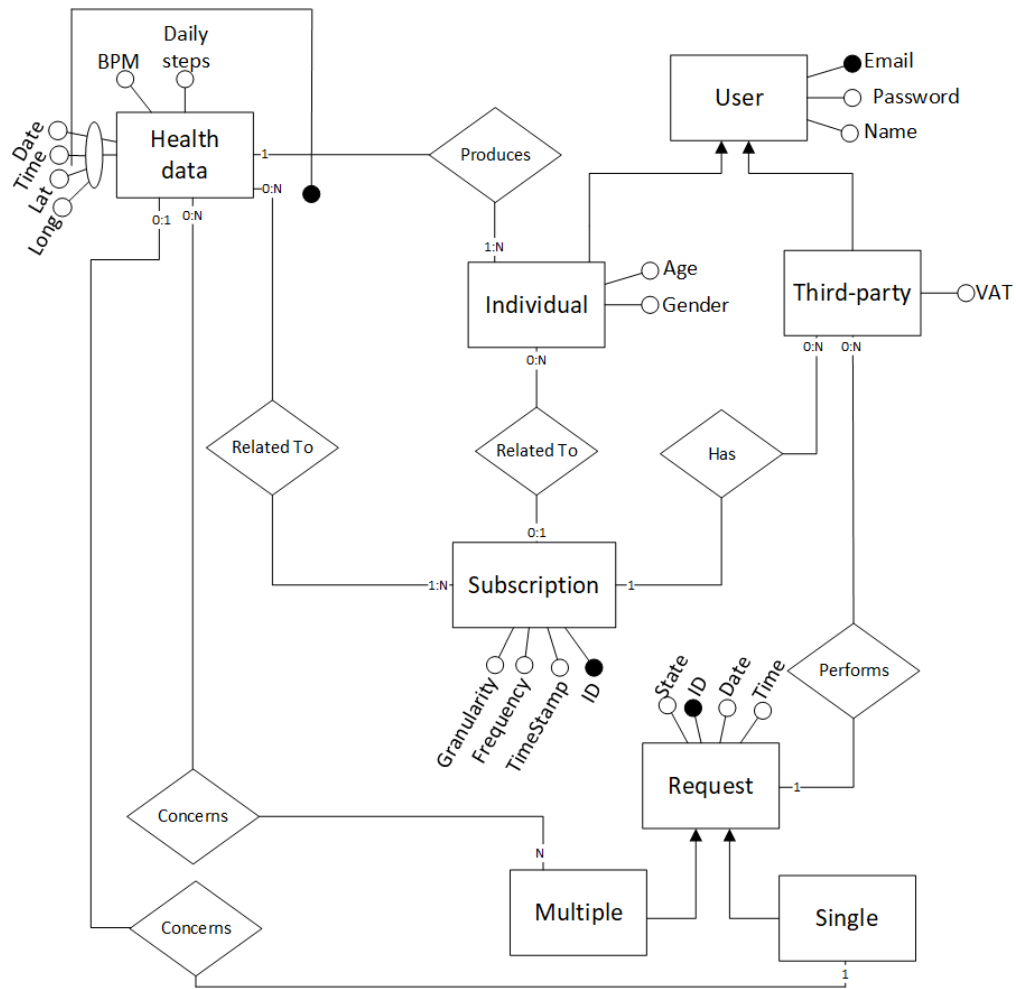 Daily
steps
BPM
Date
Time
Lat
Long
Health
data
1
0:N
0:1
0:N
Produces
1:N
User
Email
Password
Name
Individual
Age
Gender
0:N
Third-party
VAT
0:N
0:N
Related To
Related To
Has
0:1
1:N
Subscription
1
Granularity
Frequency
TimeStamp
ID
Performs
State
ID
Date
Time
Request
1
Concerns
N
Multiple
Single
Concerns
1